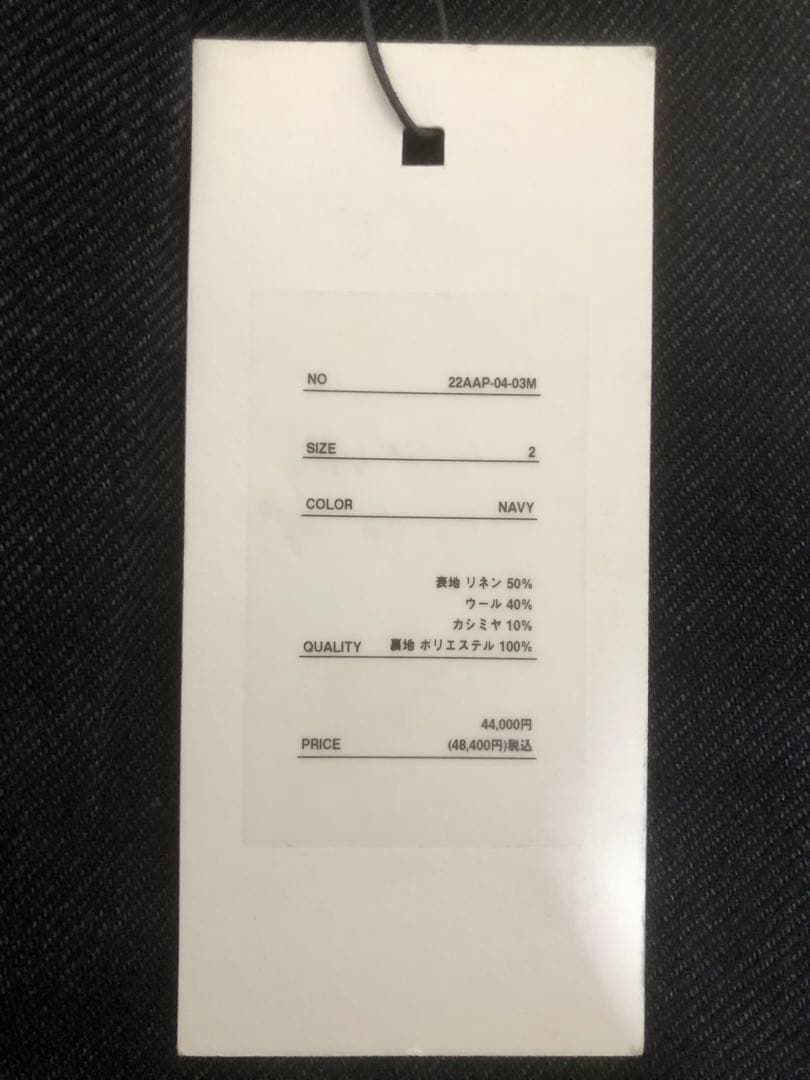 NO 22AAP-04-03M
SIZE 2
COLOR NAVY
表地 リネン 50%
ウール 40%
カシミヤ 10%
QUALITY 裏地 ポリエステル 100%
44,000円
PRICE (48,400円)税込